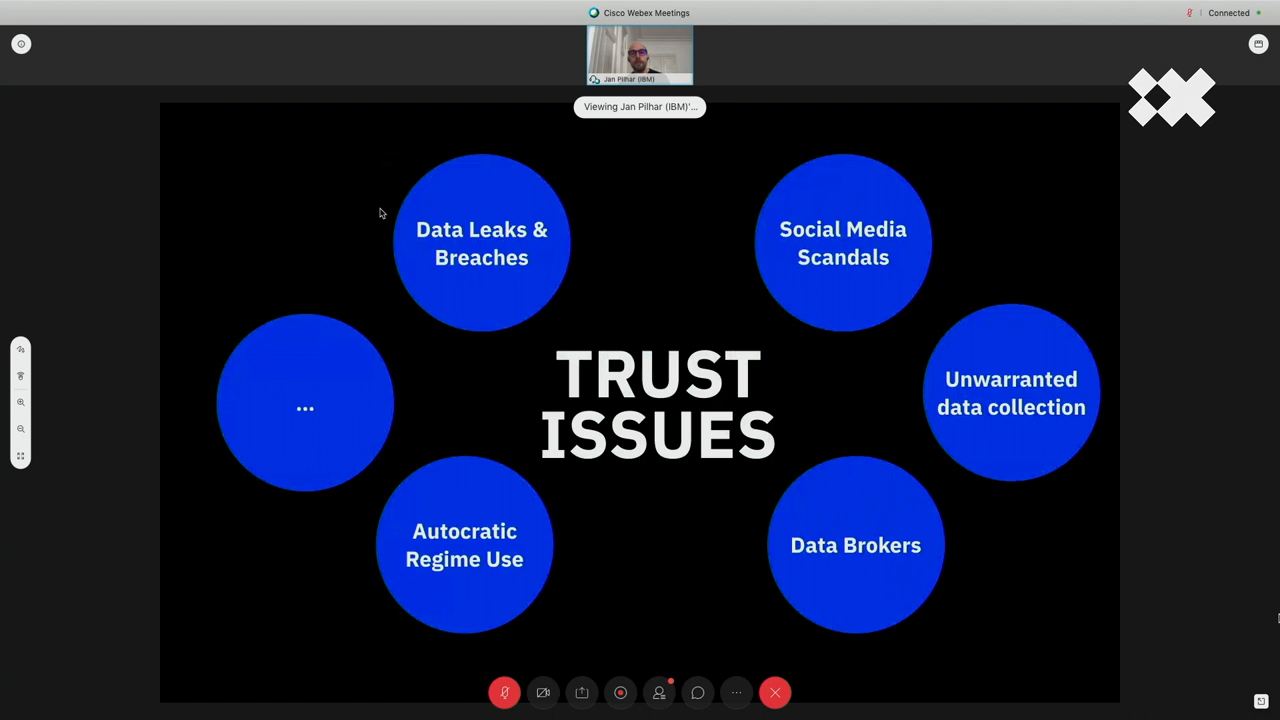 Cisco Webex Meetings
Connected
Jan Pilhar (IBM)
Viewing Jan Pilhar (IBM)'...
Data Leaks &
Breaches
Social Media
Scandals
TRUST
ISSUES
Unwarranted
data collection
...
Autocratic
Regime Use
Data Brokers